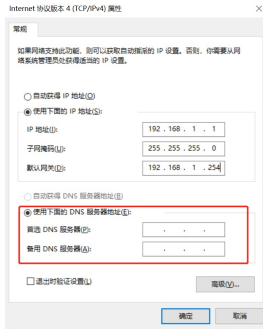 Internet 协议版本 4 (TCP/IPv4) 属性
常规
如果网络支持此功能，则可以获取自动指派的 IP 设置。否则，你需要从网
络系统管理员处获得适当的 IP 设置。
自动获得 IP 地址(O)
使用下面的 IP 地址(S):
IP 地址(I): 192 . 168 . 1 . 1
子网掩码(U): 255 . 255 . 255 . 0
默认网关(D): 192 . 168 . 1 . 254
自动获得 DNS 服务器地址(B)
使用下面的 DNS 服务器地址(E):
首选 DNS 服务器(P): . . .
备用 DNS 服务器(A): . . .
退出时验证设置(L)
高级(V)...
确定 取消